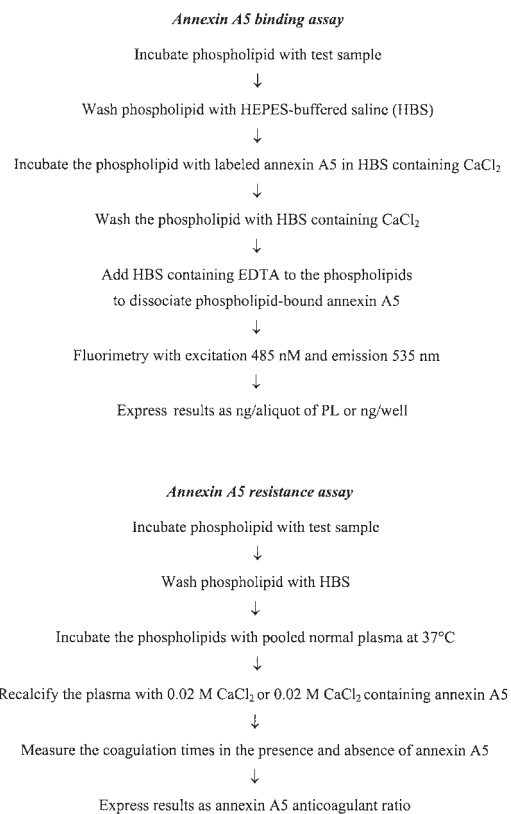 Annexin A5 binding assay
Incubate phospholipid with test sample
↓
Wash phospholipid with HEPES-buffered saline (HBS)
↓
Incubate the phospholipid with labeled annexin A5 in HBS containing CaCl₂
↓
Wash the phospholipid with HBS containing CaCl₂
↓
Add HBS containing EDTA to the phospholipids
to dissociate phospholipid-bound annexin A5
↓
Fluorimetry with excitation 485 nM and emission 535 nm
↓
Express results as ng/aliquot of PL or ng/well
Annexin A5 resistance assay
Incubate phospholipid with test sample
↓
Wash phospholipid with HBS
↓
Incubate the phospholipids with pooled normal plasma at 37°C
↓
Recalcify the plasma with 0.02 M CaCl₂ or 0.02 M CaCl₂ containing annexin A5
↓
Measure the coagulation times in the presence and absence of annexin A5
↓
Express results as annexin A5 anticoagulant ratio